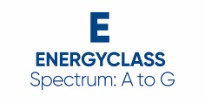 E
ENERGYCLASS
Spectrum: A to G